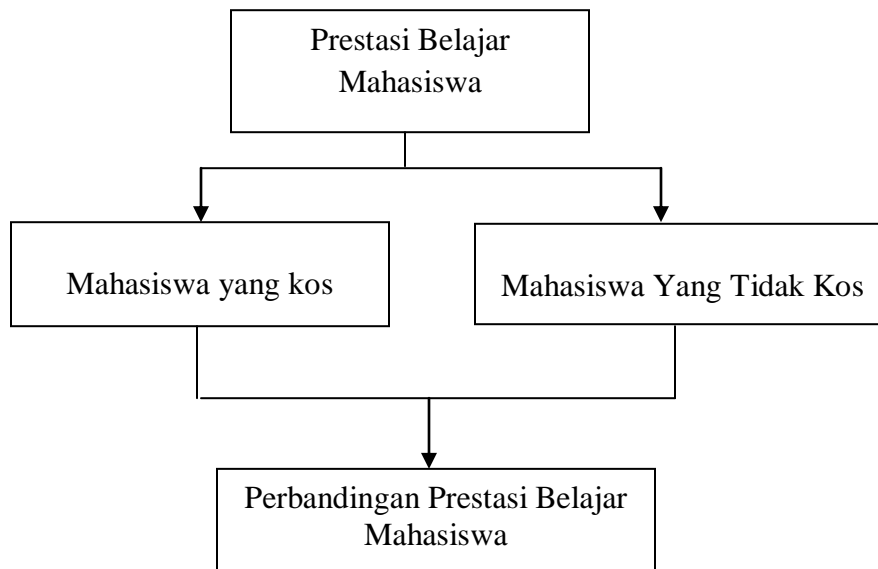 Prestasi Belajar
Mahasiswa
Mahasiswa yang kos
Mahasiswa Yang Tidak Kos
Perbandingan Prestasi Belajar
Mahasiswa